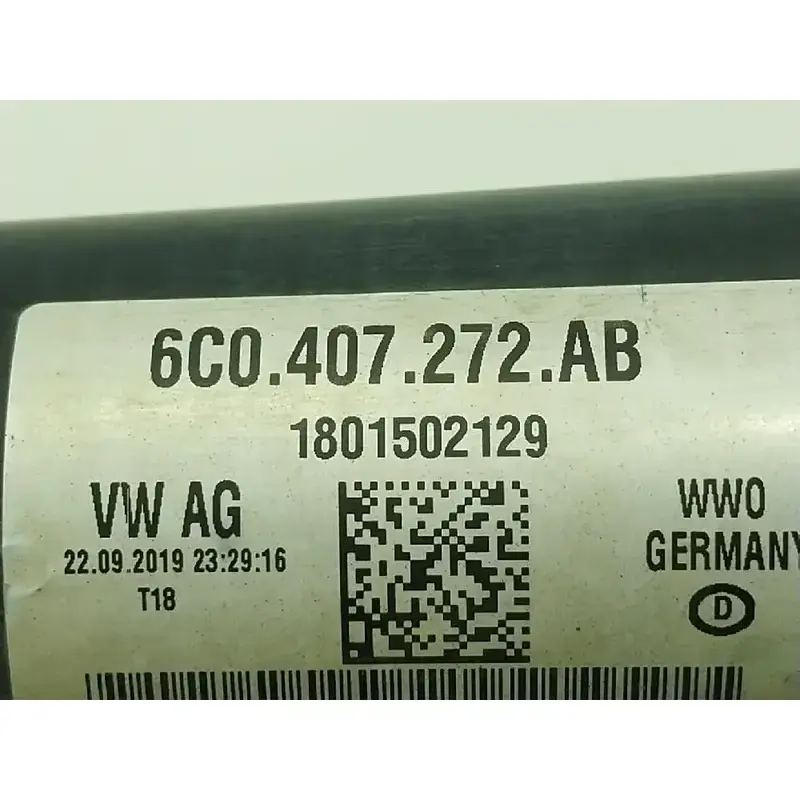 6C0.407.272.AB
1801502129
VW AG
22.09.2019 23:29:16
T18
WWO
GERMANY
D